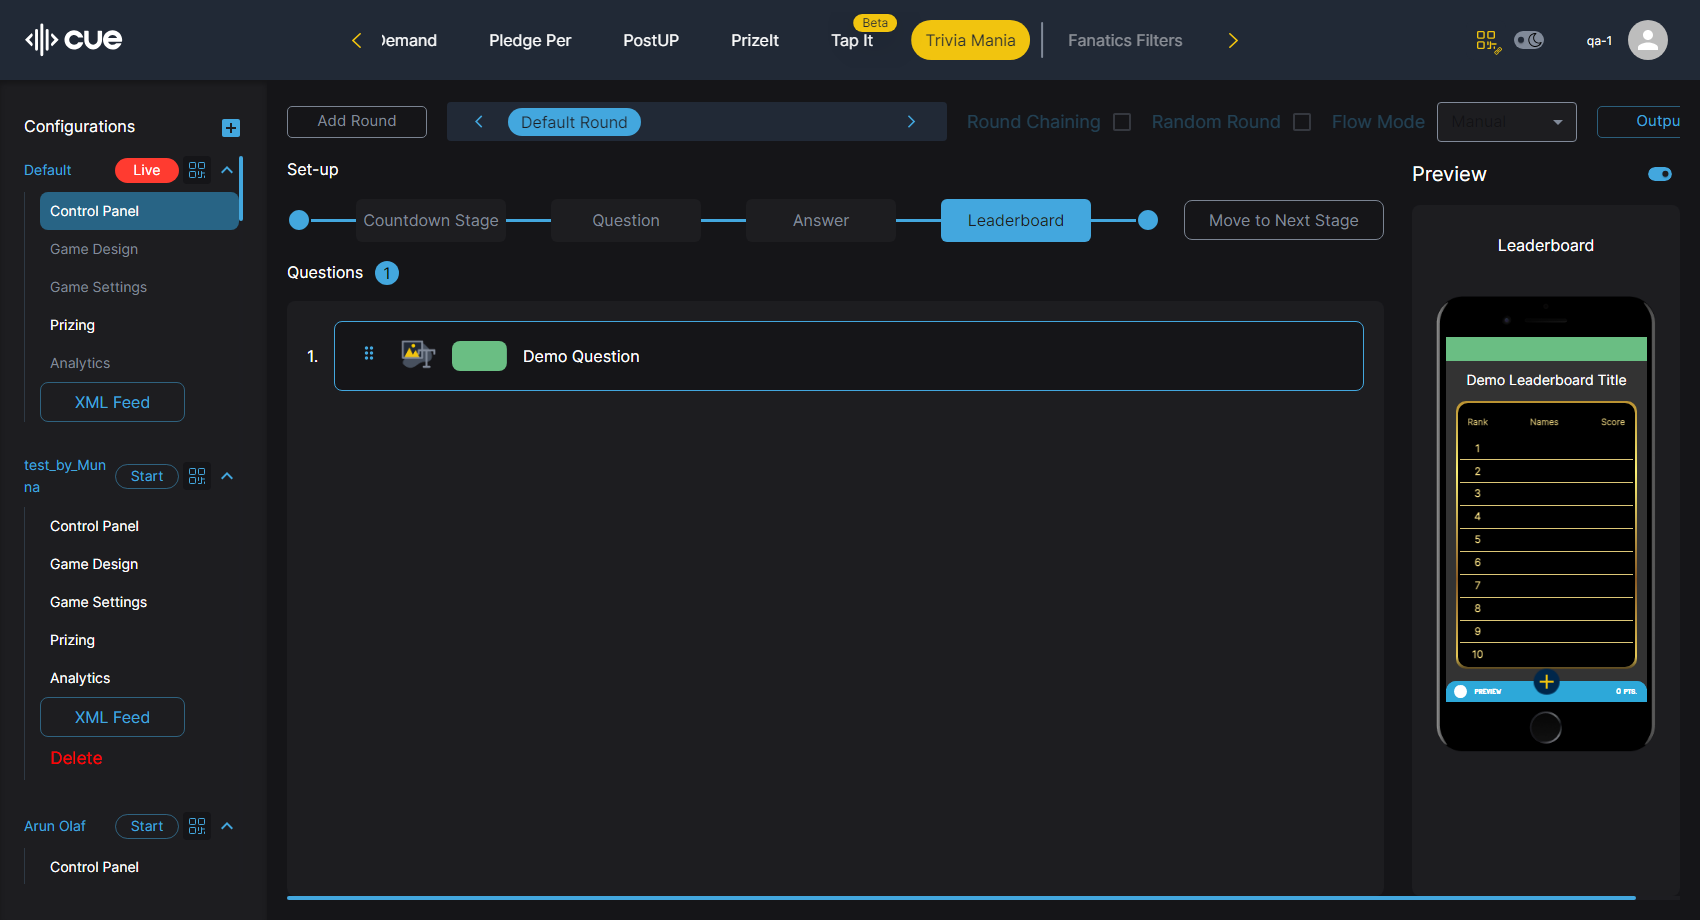 cue
Demand
Pledge Per
PostUP
PrizeIt
Tap It
Beta
Trivia Mania
Fanatics Filters
qa-1
Configurations
Default
Live
Control Panel
Game Design
Game Settings
Prizing
Analytics
XML Feed
test_by_Mun
na
Start
Control Panel
Game Design
Game Settings
Prizing
Analytics
XML Feed
Delete
Arun Olaf
Start
Control Panel
Add Round
Default Round
Round Chaining
Random Round
Flow Mode
Manual
Outpu
Set-up
Countdown Stage
Question
Answer
Leaderboard
Move to Next Stage
Questions 1
1.
Demo Question
Preview
Leaderboard
Demo Leaderboard Title
Rank Names Score
1
2
3
4
5
6
7
8
9
10
PREVIEW
0 PTS.